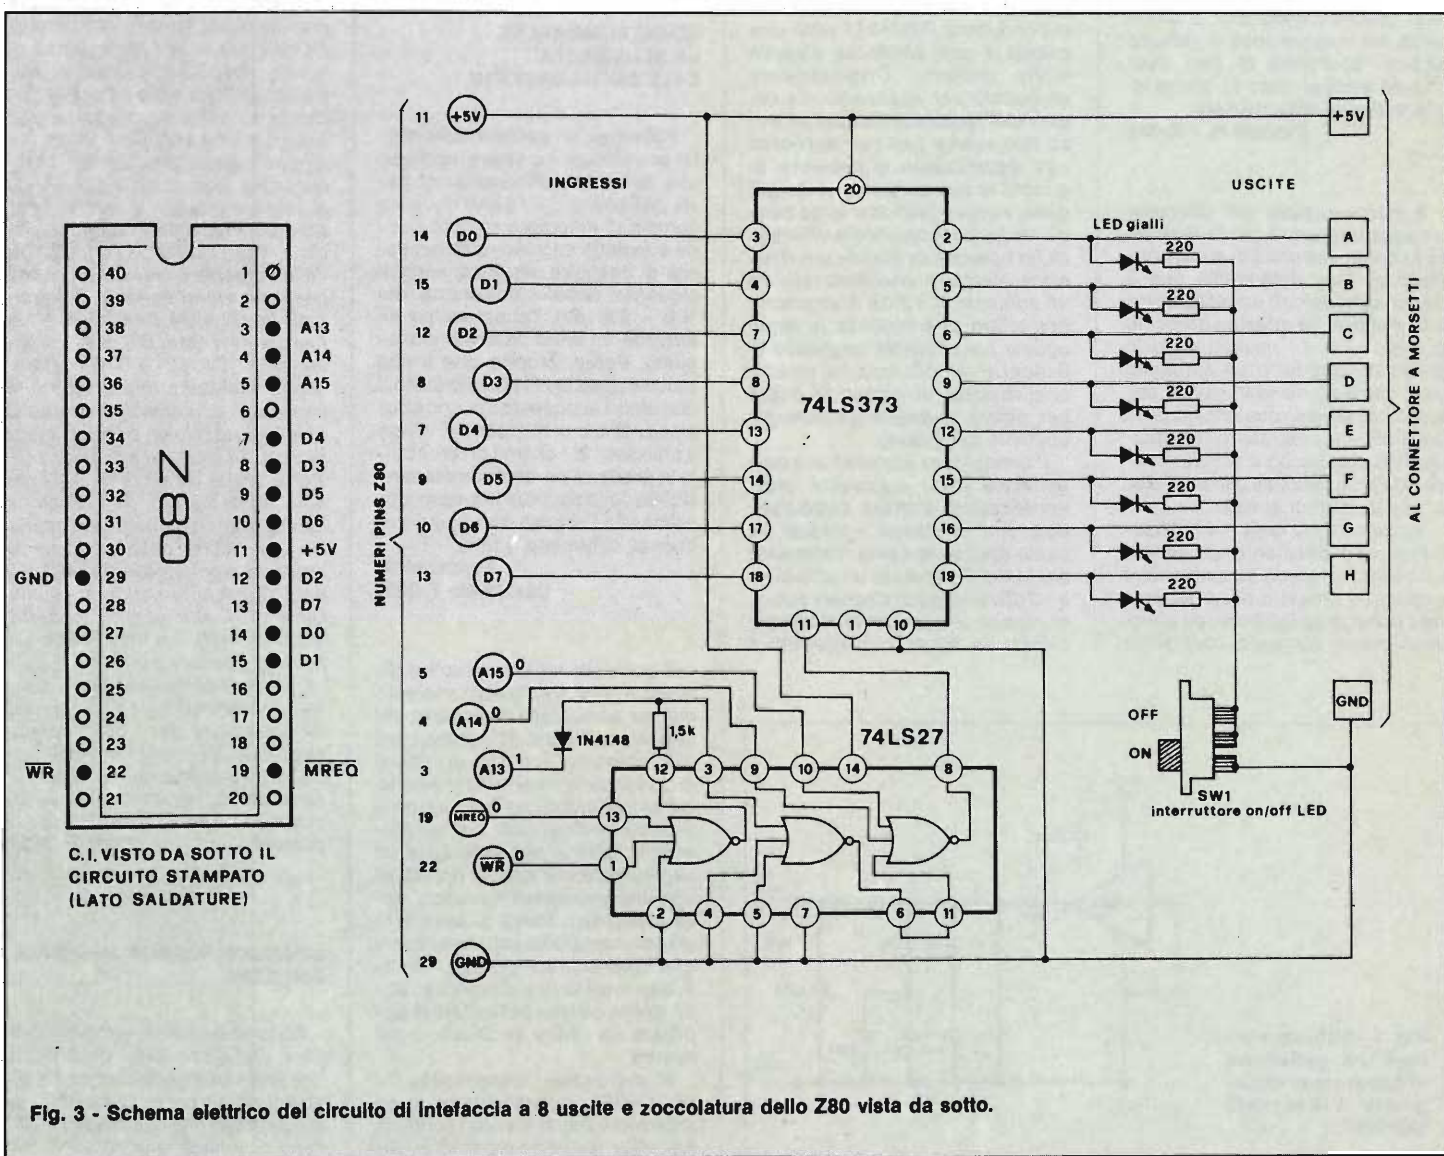 11 +5V +5V
INGRESSI USCITE
20
14 D0 3 2 LED gialli 220 A
15 D1 4 5 220 B
12 D2 7 6 220 C
8 D3 8 9 220 D
74LS373
7 D4 13 12 220 E
9 D5 14 15 220 F
10 D6 17 16 220 G
13 D7 18 19 220 H
11 1 10
NUMERI PINS Z80
AL CONNETTORE A MORSETTI
40 1
39 2
38 3 A13
37 4 A14
36 5 A15
35 6
34 7 D4
33 8 D3
32 9 D5
31 10 D6
30 11 +5V
GND 29 12 D2
28 13 D7
27 14 D0
26 15 D1
25 16
24 17
23 18
WR 22 19 MREQ
21 20
Z80
C.I. VISTO DA SOTTO IL
CIRCUITO STAMPATO
(LATO SALDATURE)
5 A15 0
4 A14 0
1N4148 1,5k 74LS27
3 A13 1
12 3 9 10 14 8
19 MREQ 0 13
22 WR 0 1
2 4 5 7 6 11
29 GND
GND
OFF
ON
SW1
interruttore on/off LED
Fig. 3 - Schema elettrico del circuito di intefaccia a 8 uscite e zoccolatura dello Z80 vista da sotto.